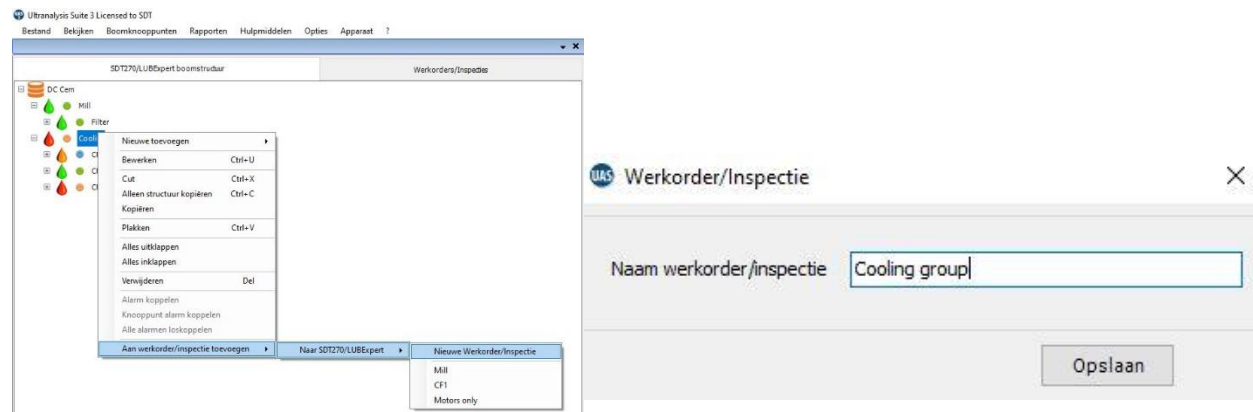 Ultranalysis Suite 3 Licensed to SDT
Bestand Bekijken Boomknooppunten Rapporten Hulpmiddelen Opties Apparaat ?
SDT270/LUBExpert boomstructuur Werkorders/Inspecties
DC Cem
Mill
Filter
Nieuwe toevoegen
Bewerken Ctrl+U
Cut Ctrl+X
Alleen structuur kopiëren Ctrl+C
Kopiëren
Plakken Ctrl+V
Alles uitklappen
Alles inklappen
Verwijderen Del
Alarm koppelen
Knooppunt alarm koppelen
Alle alarmen loskoppelen
Aan werkorder/inspectie toevoegen Naar SDT270/LUBExpert Nieuwe Werkorder/Inspectie
Mill
CF1
Motors only
UAS Werkorder/Inspectie
Naam werkorder/inspectie Cooling group
Opslaan